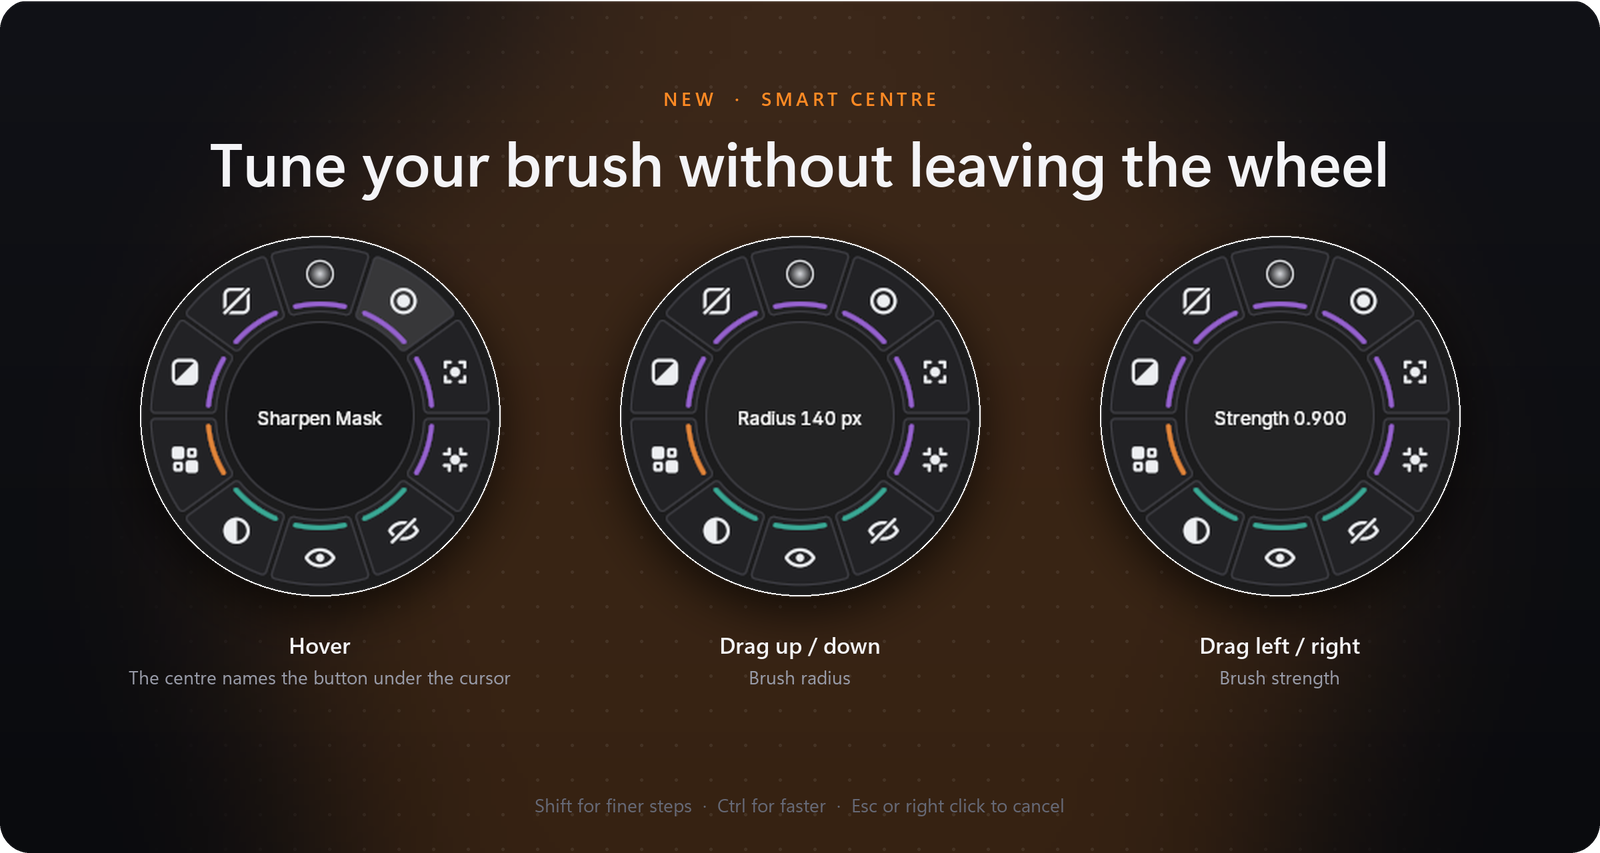 NEW · SMART CENTRE
Tune your brush without leaving the wheel
Sharpen Mask
Radius 140 px
Strength 0.900
Hover
The centre names the button under the cursor
Drag up / down
Brush radius
Drag left / right
Brush strength
Shift for finer steps · Ctrl for faster · Esc or right click to cancel